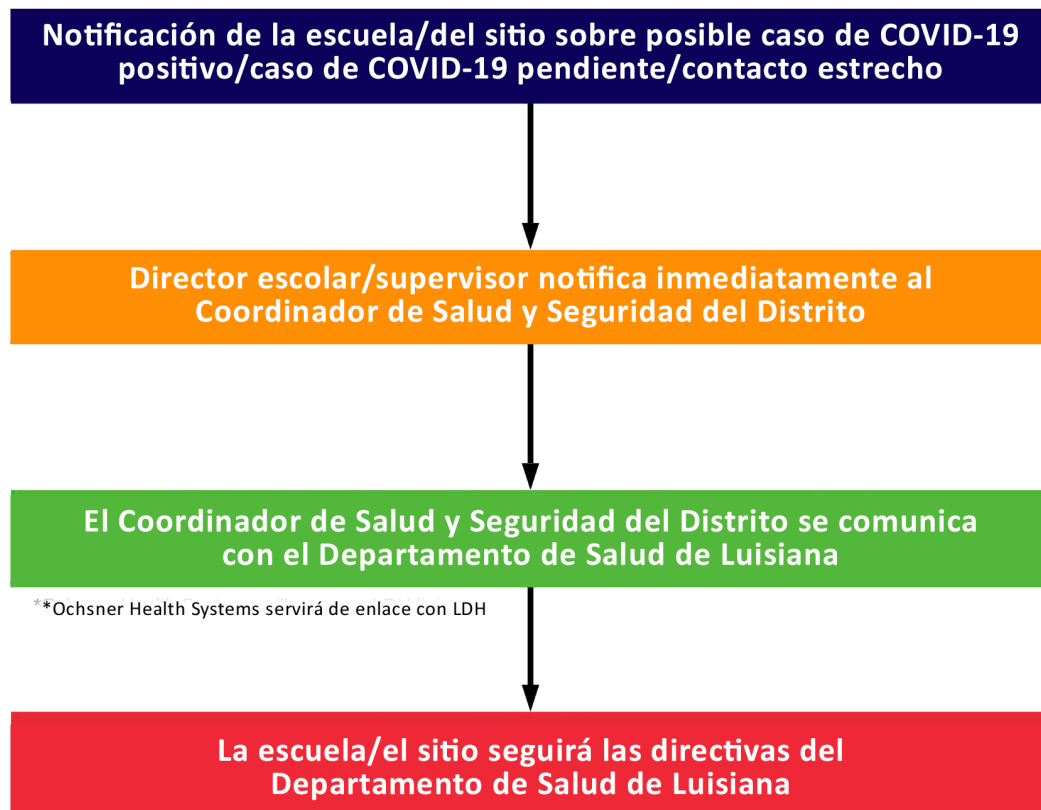 Notificación de la escuela/del sitio sobre posible caso de COVID-19
positivo/caso de COVID-19 pendiente/contacto estrecho
Director escolar/supervisor notifica inmediatamente al
Coordinador de Salud y Seguridad del Distrito
El Coordinador de Salud y Seguridad del Distrito se comunica
con el Departamento de Salud de Luisiana
*Ochsner Health Systems servirá de enlace con LDH
La escuela/el sitio seguirá las directivas del
Departamento de Salud de Luisiana